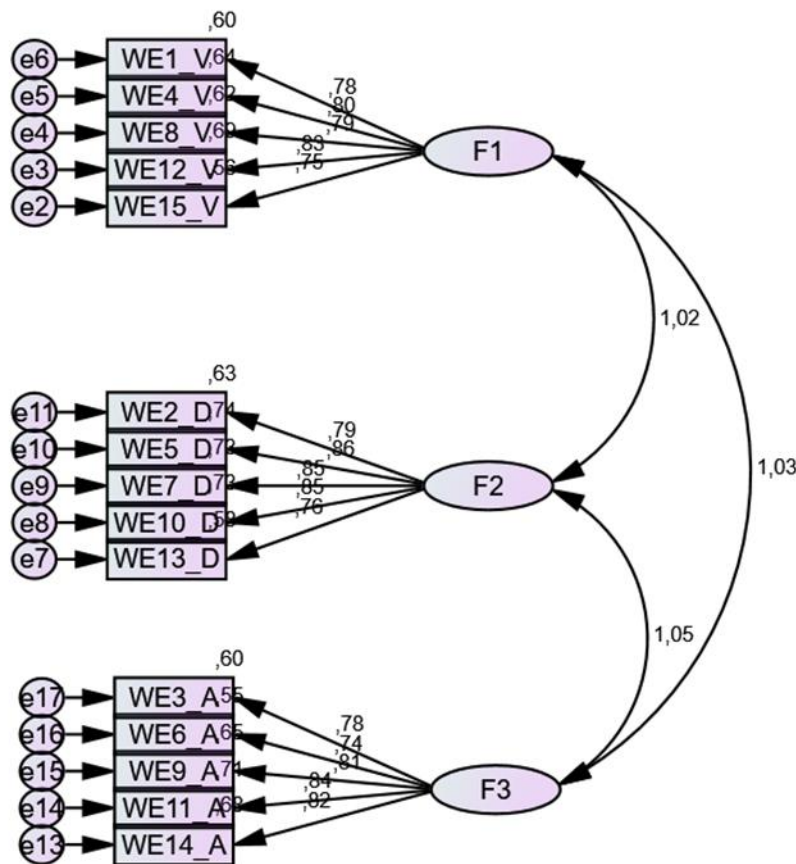 ,60
e6 WE1_V ,64
,78
e5 WE4_V ,62
,80
e4 WE8_V ,69
,79
F1
e3 WE12_V ,56
,83
e2 WE15_V
,75
1,02
1,03
,63
e11 WE2_D ,74
,79
e10 WE5_D ,73
,86
e9 WE7_D ,73
,85
F2
e8 WE10_D
,85
e7 WE13_D
,76
1,05
,60
e17 WE3_A ,55
,78
e16 WE6_A ,65
,74
e15 WE9_A ,71
,81
F3
e14 WE11_A ,68
,84
e13 WE14_A
,82